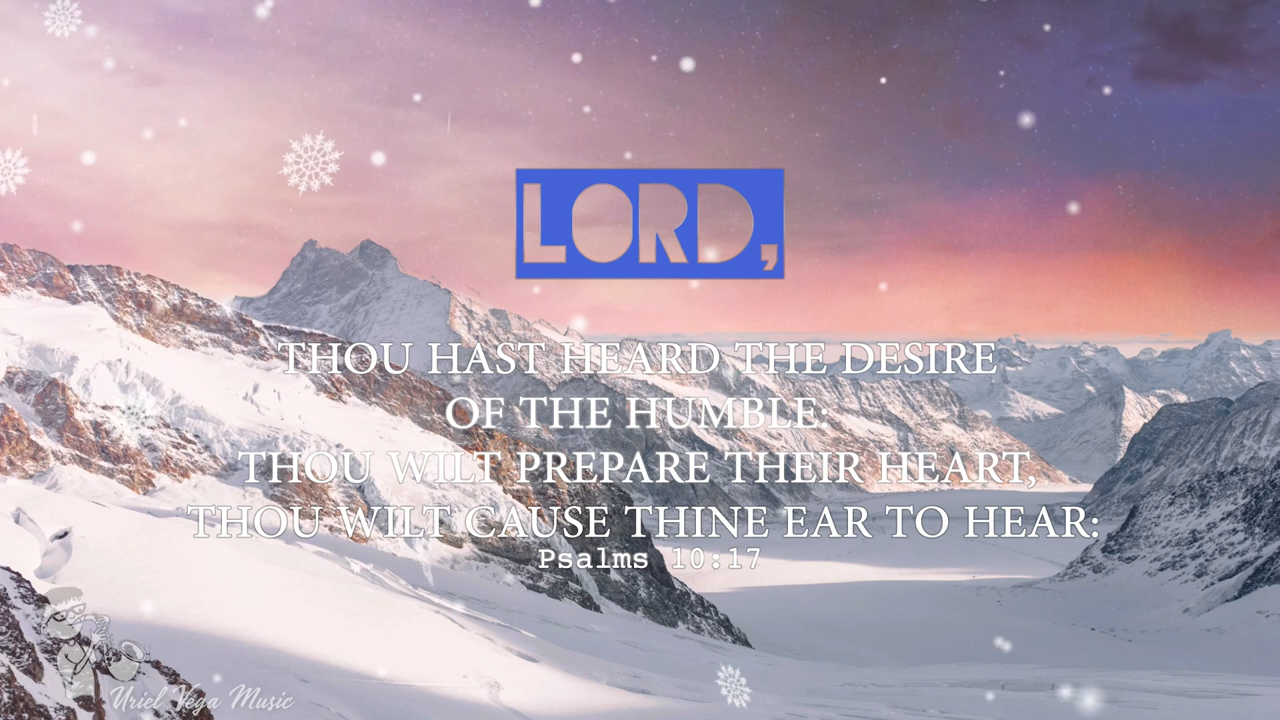 LORD,
THOU HAST HEARD THE DESIRE
OF THE HUMBLE:
THOU WILT PREPARE THEIR HEART,
THOU WILT CAUSE THINE EAR TO HEAR:
Psalms 10:17
Uriel Vega Music